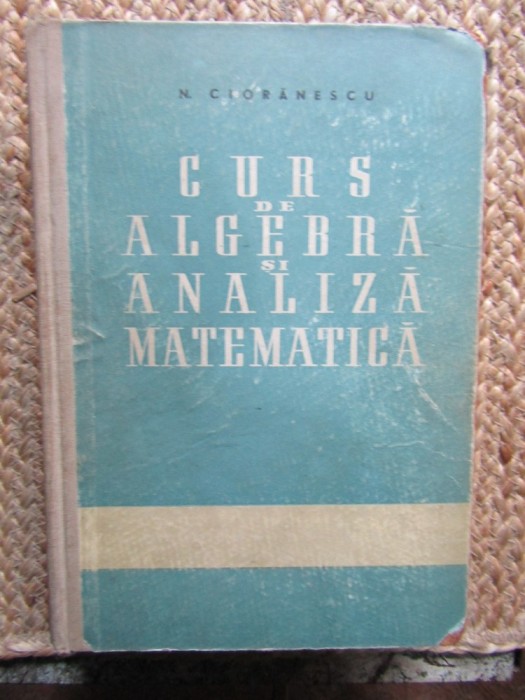 N. CIORĂNESCU
CURS
DE
ALGEBRĂ
ȘI
ANALIZĂ
MATEMATICĂ